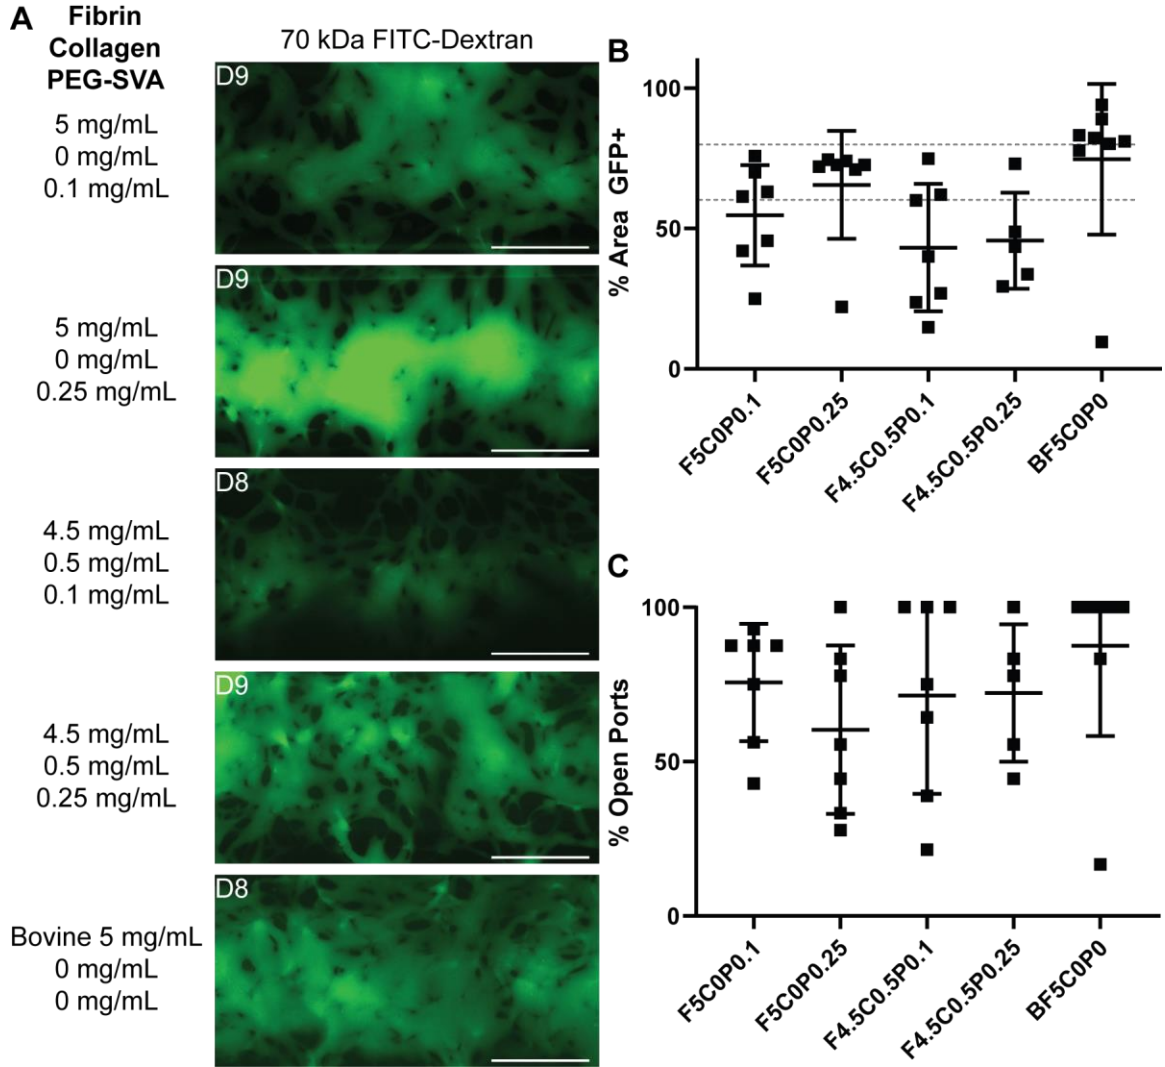 A
Fibrin
Collagen
PEG-SVA
70 kDa FITC-Dextran
5 mg/mL
0 mg/mL
0.1 mg/mL
D9
5 mg/mL
0 mg/mL
0.25 mg/mL
D9
4.5 mg/mL
0.5 mg/mL
0.1 mg/mL
D8
4.5 mg/mL
0.5 mg/mL
0.25 mg/mL
D9
Bovine 5 mg/mL
0 mg/mL
0 mg/mL
D8
B
% Area GFP+
100
50
0
F5C0P0.1
F5C0P0.25
F4.5C0.5P0.1
F4.5C0.5P0.25
BF5C0P0
C
% Open Ports
100
50
0
F5C0P0.1
F5C0P0.25
F4.5C0.5P0.1
F4.5C0.5P0.25
BF5C0P0